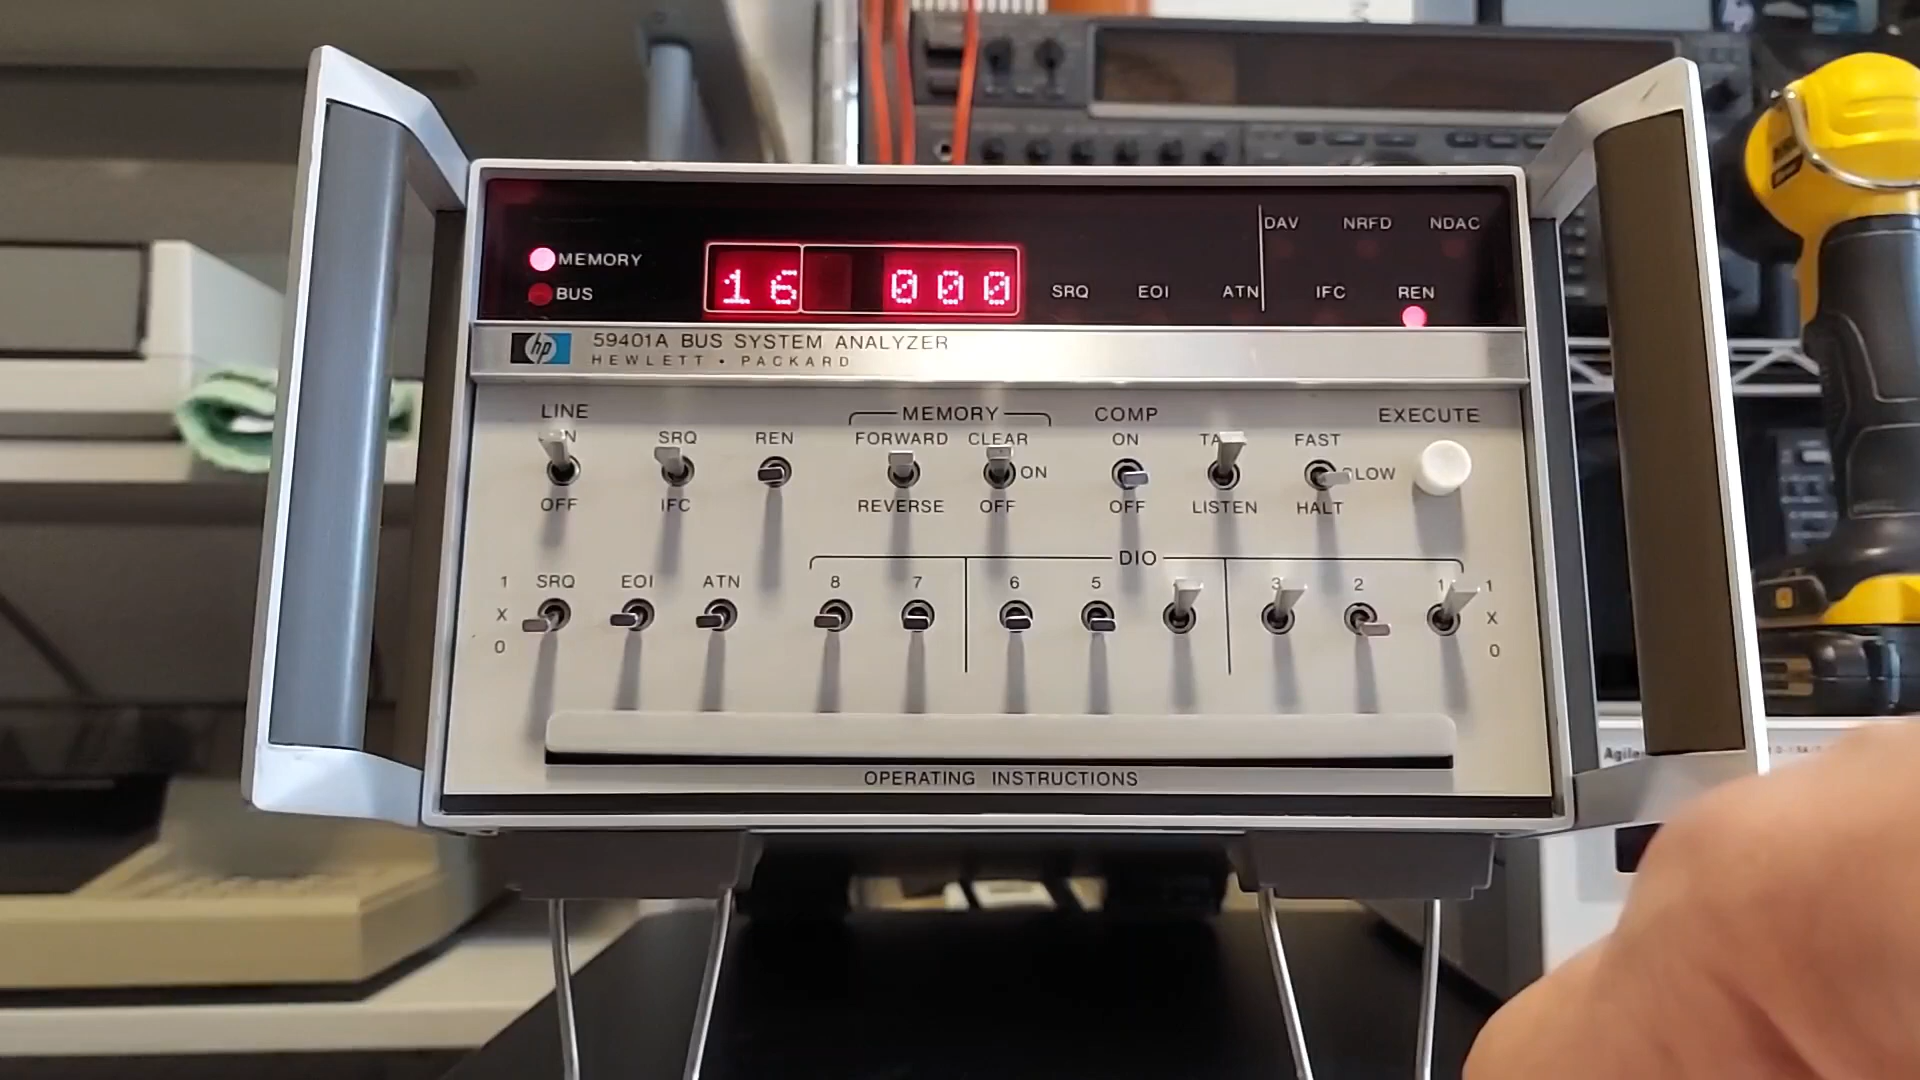 DAV NRFD NDAC
MEMORY
BUS
16 000
SRQ EOI ATN IFC REN
hp
59401A BUS SYSTEM ANALYZER
HEWLETT • PACKARD
LINE
MEMORY
COMP
EXECUTE
SRQ
REN
FORWARD
CLEAR
ON
FAST
ON
SLOW
OFF
IFC
REVERSE
OFF
OFF
LISTEN
HALT
DIO
1 SRQ EOI ATN 8 7 6 5 3 2 1 1
X X
0 0
OPERATING INSTRUCTIONS